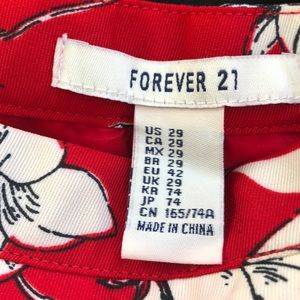 FOREVER 21
US 29
CA 29
MX 29
BR 29
EU 42
UK 29
KR 74
JP 74
CN 165/74A
MADE IN CHINA